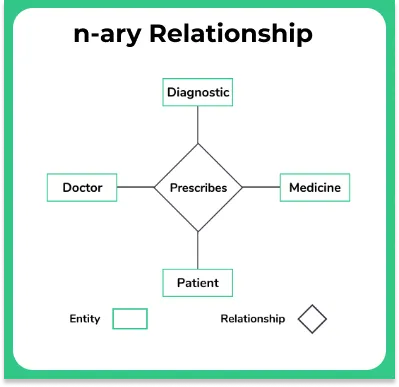 n-ary Relationship
Diagnostic
Doctor
Prescribes
Medicine
Patient
Entity
Relationship